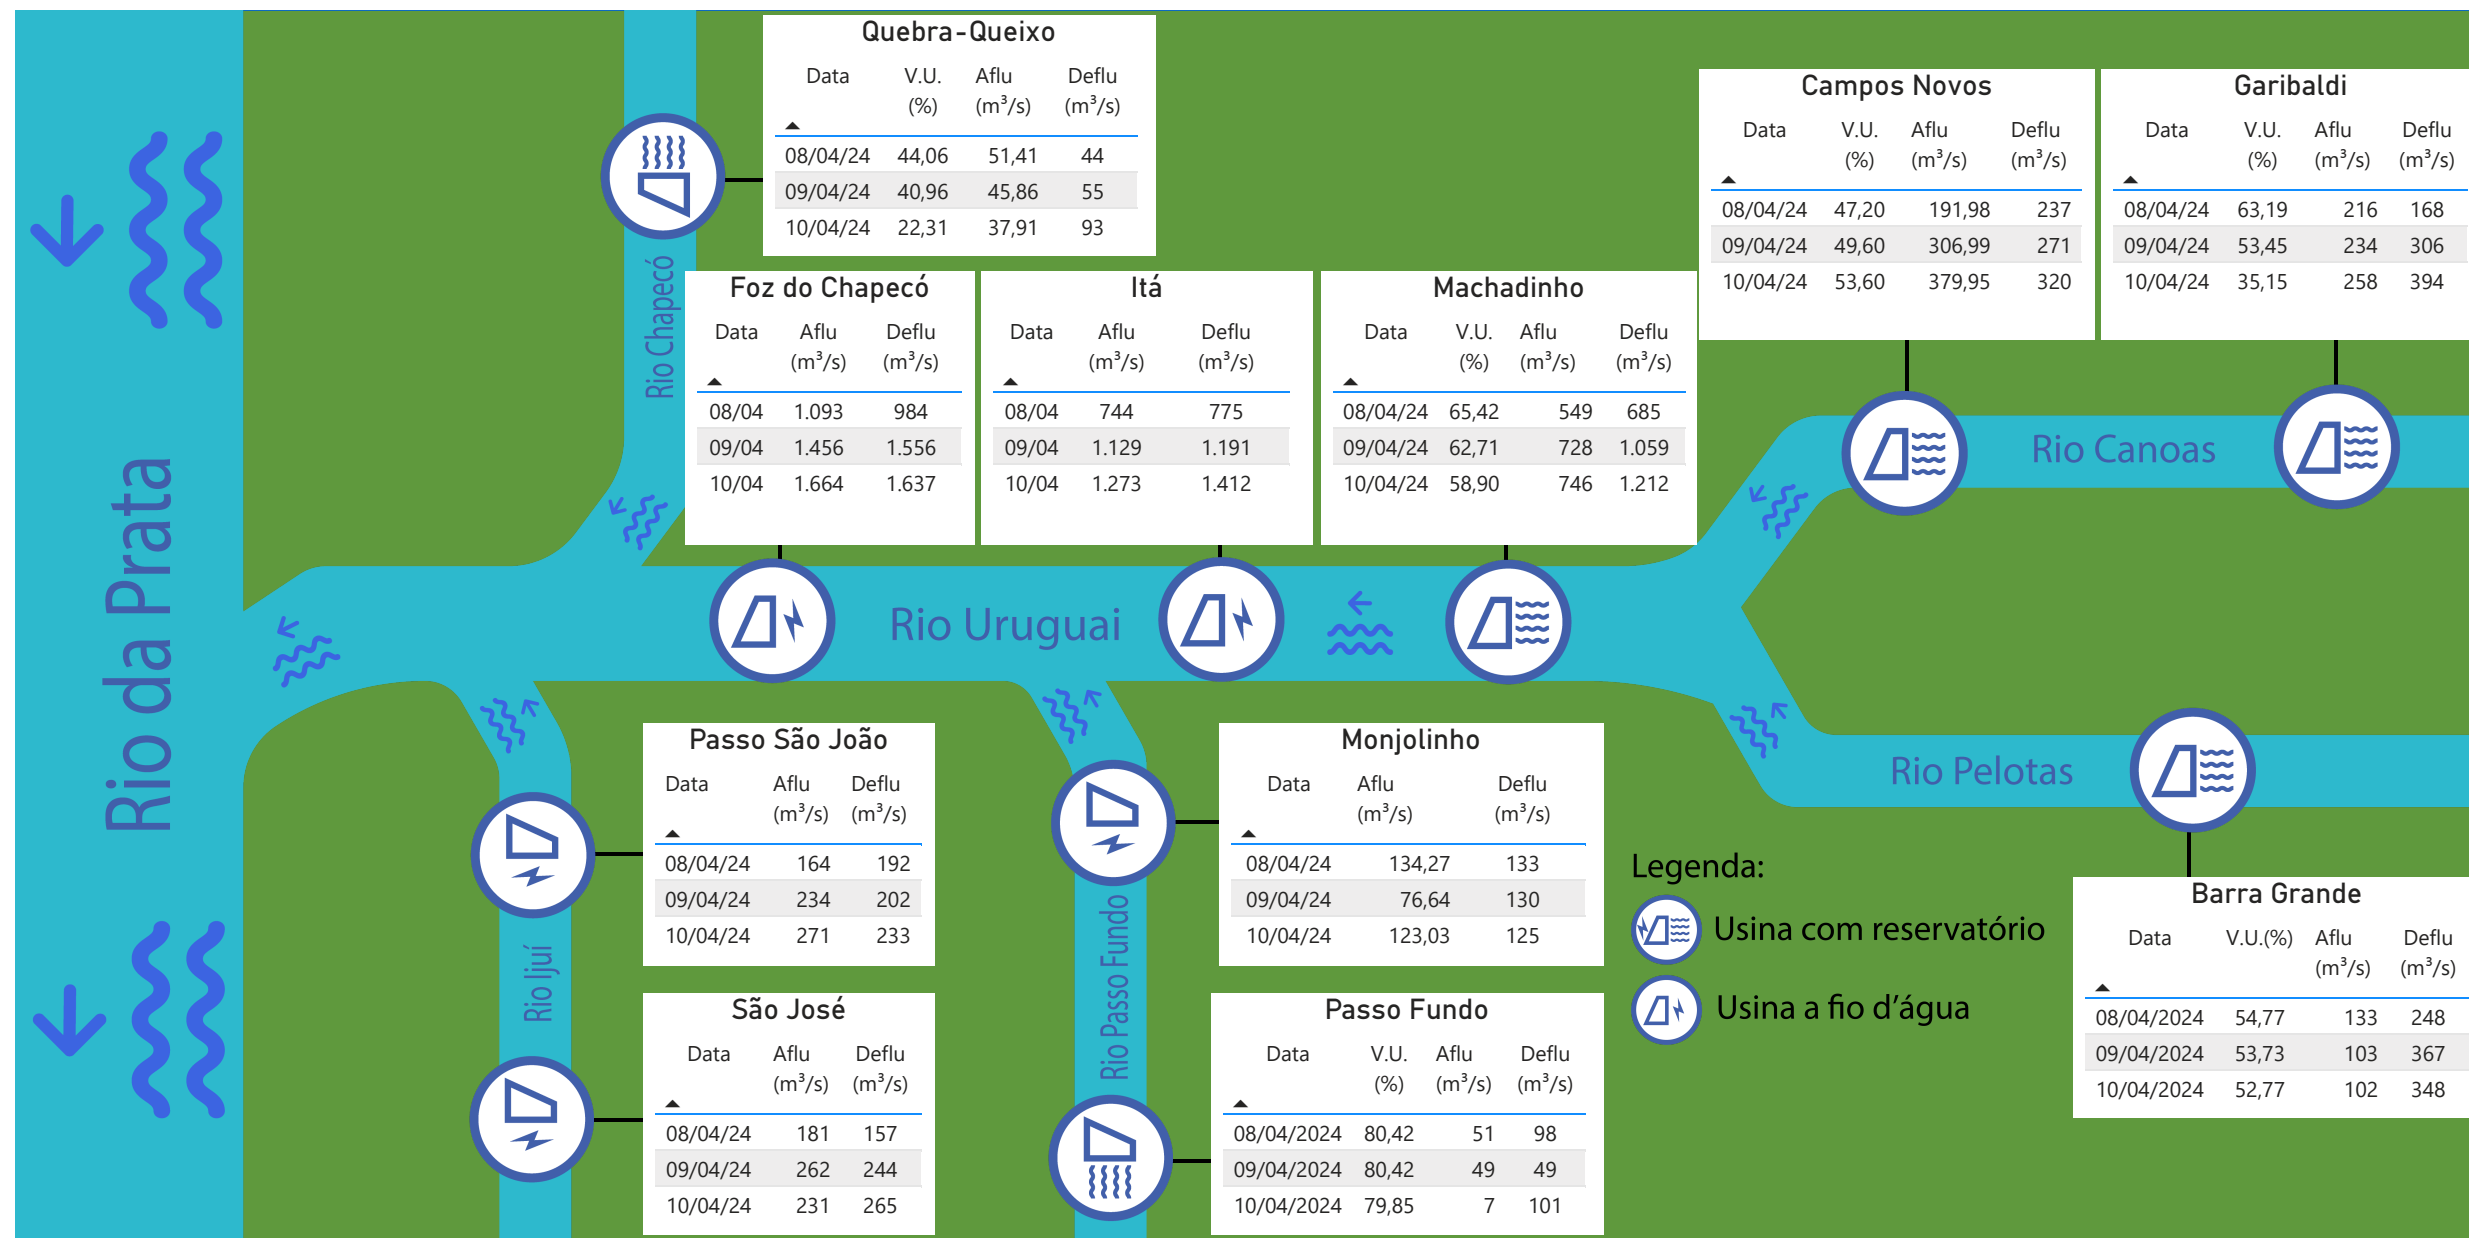 Quebra-Queixo
Data V.U. (%) Aflu (m³/s) Deflu (m³/s)
08/04/24 44,06 51,41 44
09/04/24 40,96 45,86 55
10/04/24 22,31 37,91 93
Campos Novos
Data V.U. (%) Aflu (m³/s) Deflu (m³/s)
08/04/24 47,20 191,98 237
09/04/24 49,60 306,99 271
10/04/24 53,60 379,95 320
Garibaldi
Data V.U. (%) Aflu (m³/s) Deflu (m³/s)
08/04/24 63,19 216 168
09/04/24 53,45 234 306
10/04/24 35,15 258 394
Rio Chapecó
Foz do Chapecó
Data Aflu (m³/s) Deflu (m³/s)
08/04 1.093 984
09/04 1.456 1.556
10/04 1.664 1.637
Itá
Data Aflu (m³/s) Deflu (m³/s)
08/04 744 775
09/04 1.129 1.191
10/04 1.273 1.412
Machadinho
Data V.U. (%) Aflu (m³/s) Deflu (m³/s)
08/04/24 65,42 549 685
09/04/24 62,71 728 1.059
10/04/24 58,90 746 1.212
Rio Canoas
Rio da Prata
Rio Uruguai
Rio Pelotas
Passo São João
Data Aflu (m³/s) Deflu (m³/s)
08/04/24 164 192
09/04/24 234 202
10/04/24 271 233
Monjolinho
Data Aflu (m³/s) Deflu (m³/s)
08/04/24 134,27 133
09/04/24 76,64 130
10/04/24 123,03 125
Legenda:
Usina com reservatório
Usina a fio d’água
Barra Grande
Data V.U.(%) Aflu (m³/s) Deflu (m³/s)
08/04/2024 54,77 133 248
09/04/2024 53,73 103 367
10/04/2024 52,77 102 348
Rio Ijuí
São José
Data Aflu (m³/s) Deflu (m³/s)
08/04/24 181 157
09/04/24 262 244
10/04/24 231 265
Rio Passo Fundo
Passo Fundo
Data V.U. (%) Aflu (m³/s) Deflu (m³/s)
08/04/2024 80,42 51 98
09/04/2024 80,42 49 49
10/04/2024 79,85 7 101